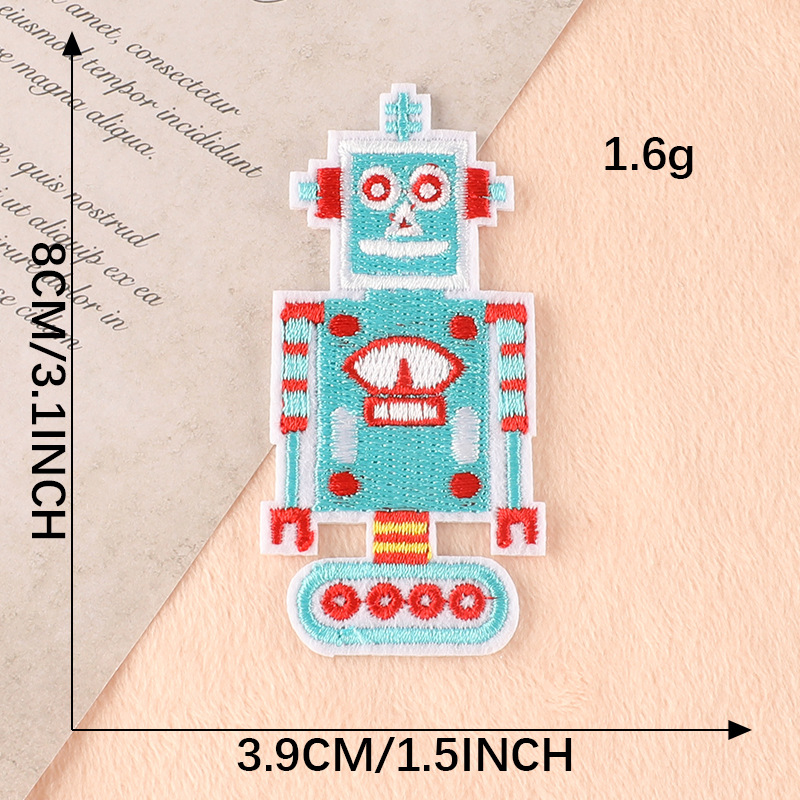 amet, consectetur
eiusmod tempor incididunt
magna aliqua.
quis nostrud
ut aliquip ex ea
dolor in
cillum
1.6g
8CM/3.1INCH
3.9CM/1.5INCH